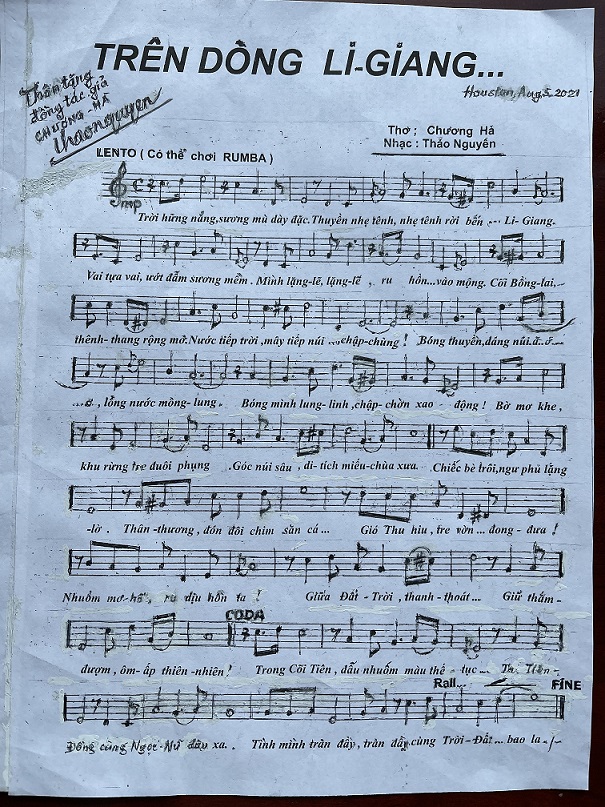 TRÊN DÒNG LI-GIANG...
Thân tặng
đồng tác giả
CHƯƠNG-HÀ
thaonguyen
Houston, Aug 5 2021
Thơ : Chương Hà
Nhạc : Thảo Nguyên
LENTO ( Có thể chơi RUMBA )
mp
Trời hững nắng,sương mù dày đặc.Thuyền nhẹ tênh, nhẹ tênh rời bến ... Li- Giang.
Vai tựa vai, ướt đẫm sương mềm . Mình lặng-lẽ, lặng-lẽ , ru hồn...vào mộng. Cõi Bồng-lai,...
thênh-thang rộng mở.Nước tiếp trời ,mây tiếp núi ...chập-chùng ! Bóng thuyền,dáng núi
, lồng nước mông-lung . Bóng mình lung-linh ,chập-chờn xao động ! Bờ mơ khe ,
khu rừng tre đuôi phụng .Góc núi sâu , di-tích miếu-chùa xưa. .Chiếc bè trôi,ngư phủ lặng
-lờ . Thân-thương, đón đôi chim săn cá... Gió Thu hiu, tre vờn...đong-đưa !
Nhuốm mơ-hồ, ru dịu hồn ta ! Giữa Đất -Trời , thanh-thoát... Giữ thắm-
CODA
đượm , ôm-ấp thiên-nhiên ! Trong Cõi Tiên, dẫu nhuốm màu thế - tục ... Tiên-
Rall... FINE
Đồng cùng Ngọc-Nữ đâu xa. . Tình mình tràn đầy, tràn đầy.cùng Trời-Đất... bao la ./-